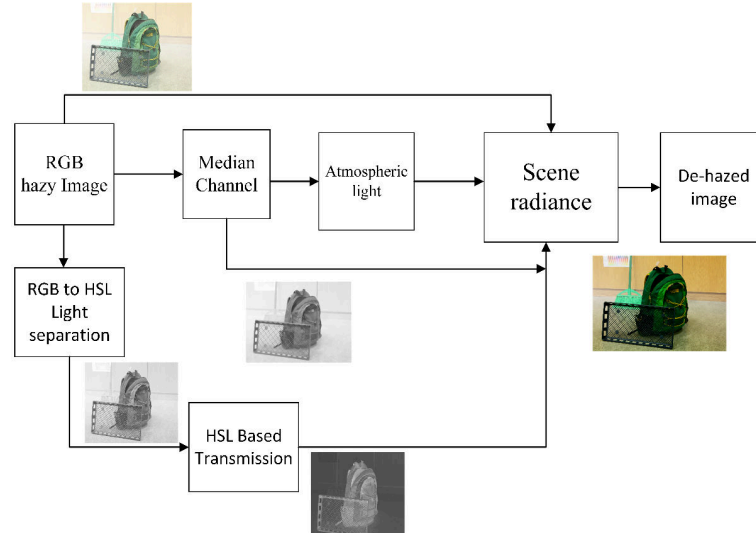 RGB
hazy Image
Median
Channel
Atmospheric
light
Scene
radiance
De-hazed
image
RGB to HSL
Light
separation
HSL Based
Transmission